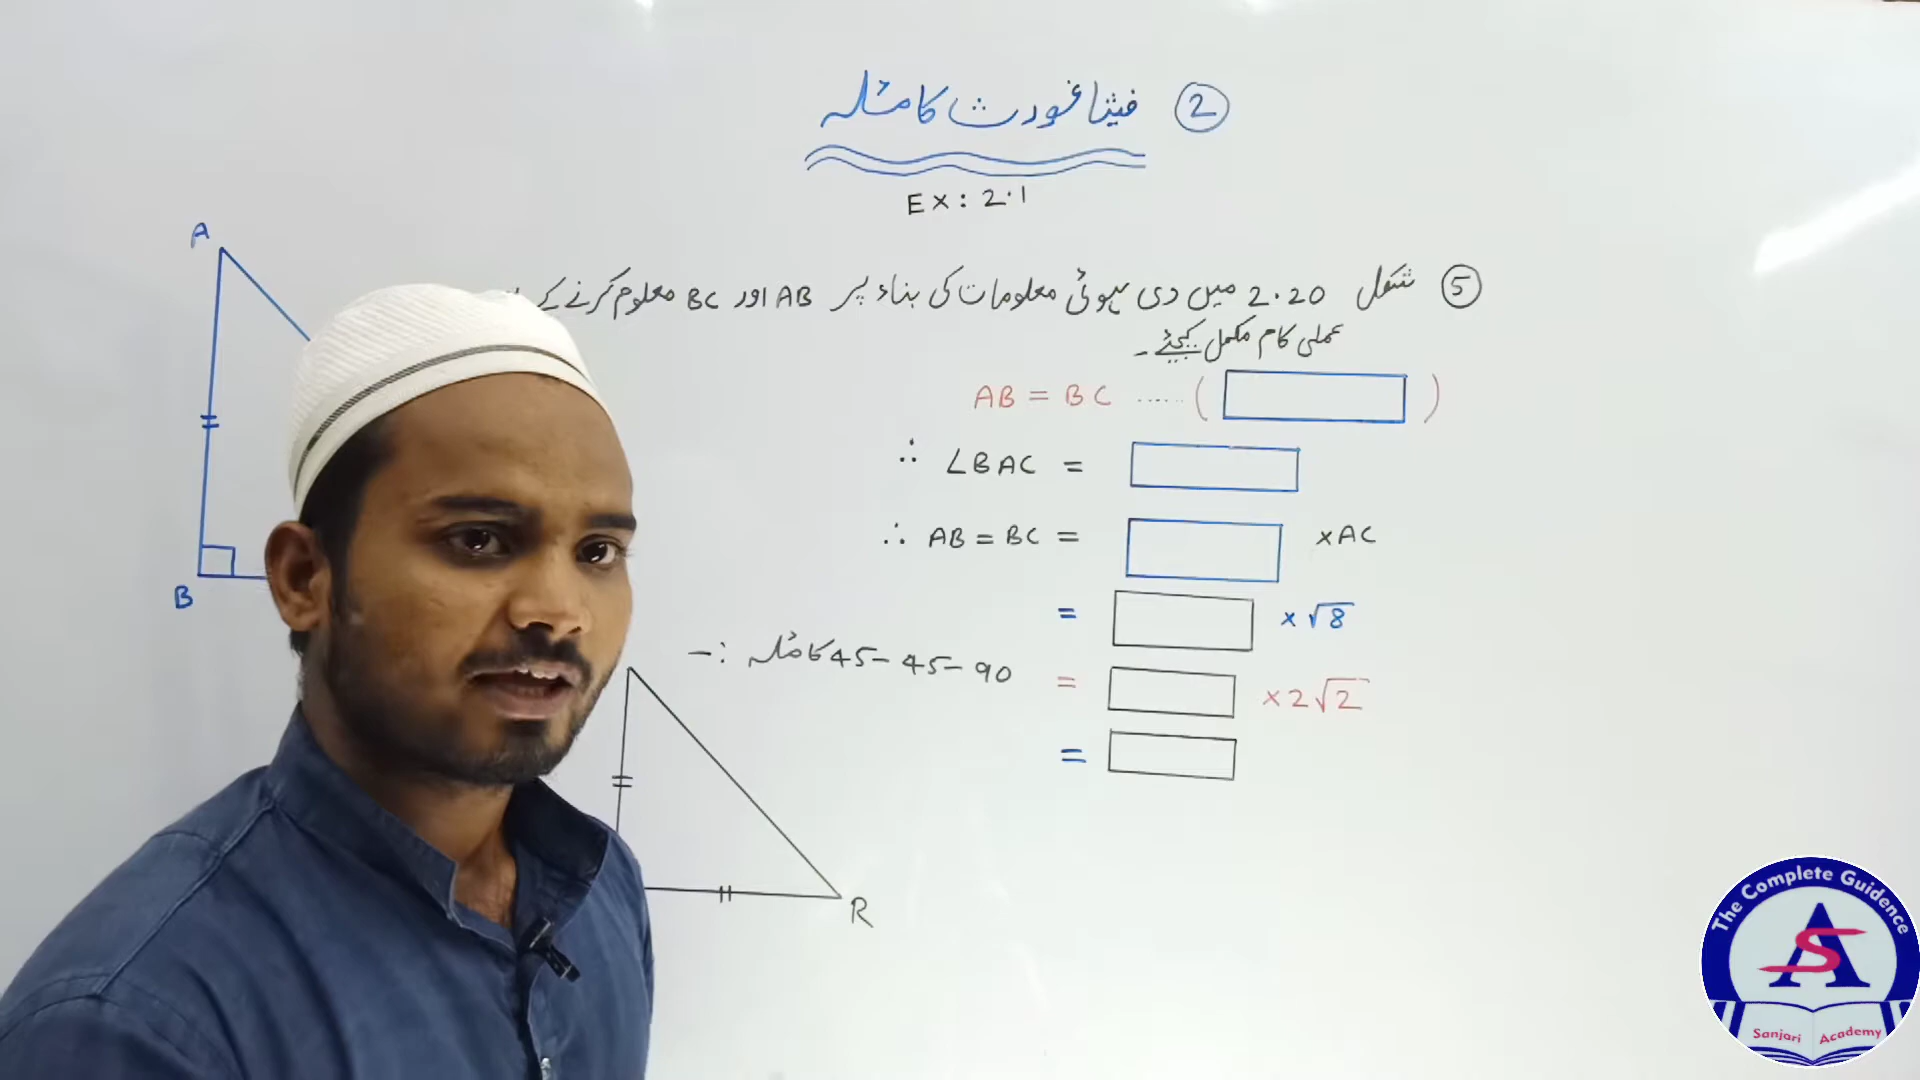 ② فیثاغورث کا مسئلہ
Ex: 2.1
⑤ شکل 2.20 میں دی ہوئی معلومات کی بناء پر AB اور BC معلوم کرنے کے
عملی کام مکمل کیجئے ۔
AB = BC ...... ( )
∴ ∠BAC =
∴ AB = BC = ×AC
= ×√8
= ×2√2
=
A
B
45-45-90 کا مسئلہ :-
R
The Complete Guidence
AS
Sanjari Academy